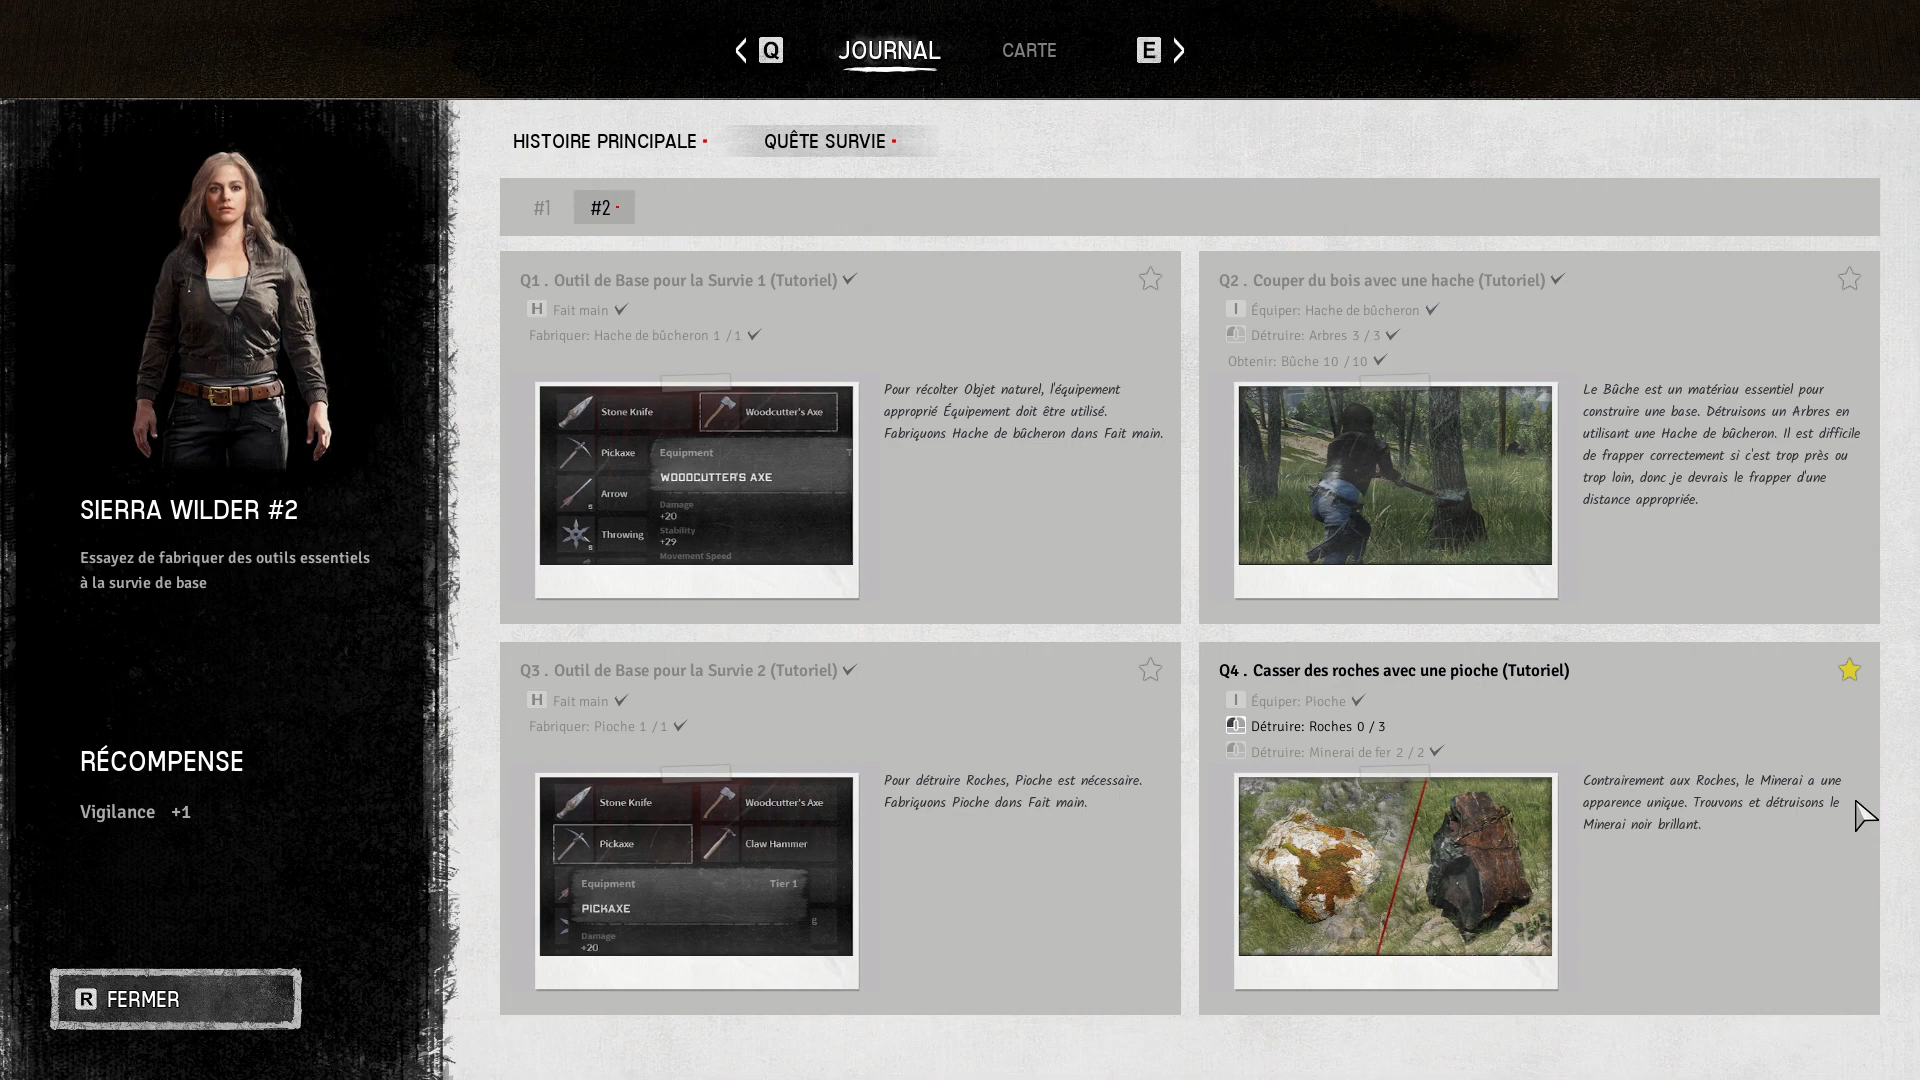 Q JOURNAL CARTE E
HISTOIRE PRINCIPALE QUÊTE SURVIE
#1 #2
SIERRA WILDER #2
Essayez de fabriquer des outils essentiels
à la survie de base
RÉCOMPENSE
Vigilance +1
R FERMER
Q1 . Outil de Base pour la Survie 1 (Tutoriel)
H Fait main
Fabriquer: Hache de bûcheron 1 / 1
Stone Knife Woodcutter's Axe
Pickaxe Equipment T
WOODCUTTER'S AXE
Arrow
Damage
S +20
Stability
Throwing +29
S
Movement Speed
Pour récolter Objet naturel, l'équipement
approprié Équipement doit être utilisé.
Fabriquons Hache de bûcheron dans Fait main.
Q2 . Couper du bois avec une hache (Tutoriel)
I Équiper: Hache de bûcheron
Détruire: Arbres 3 / 3
Obtenir: Bûche 10 / 10
Le Bûche est un matériau essentiel pour
construire une base. Détruisons un Arbres en
utilisant une Hache de bûcheron. Il est difficile
de frapper correctement si c'est trop près ou
trop loin, donc je devrais le frapper d'une
distance appropriée.
Q3 . Outil de Base pour la Survie 2 (Tutoriel)
H Fait main
Fabriquer: Pioche 1 / 1
Stone Knife Woodcutter's Axe
Pickaxe Claw Hammer
Equipment Tier 1
PICKAXE
S
Damage
+20
Pour détruire Roches, Pioche est nécessaire.
Fabriquons Pioche dans Fait main.
Q4 . Casser des roches avec une pioche (Tutoriel)
I Équiper: Pioche
Détruire: Roches 0 / 3
Détruire: Minerai de fer 2 / 2
Contrairement aux Roches, le Minerai a une
apparence unique. Trouvons et détruisons le
Minerai noir brillant.